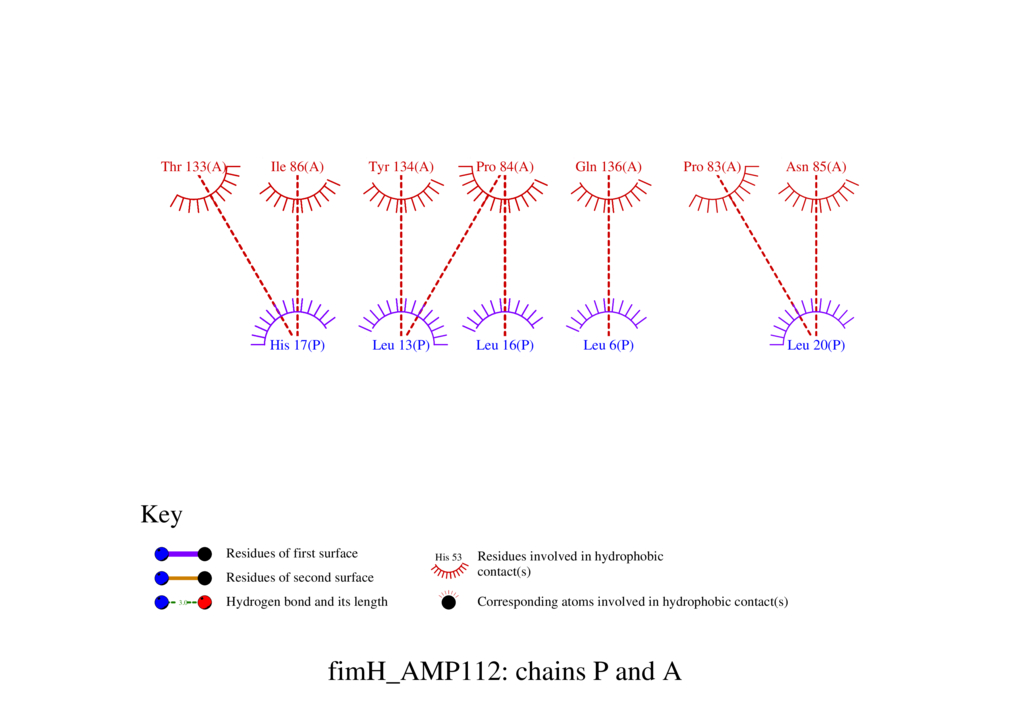 Thr 133(A) Ile 86(A) Tyr 134(A) Pro 84(A) Gln 136(A) Pro 83(A) Asn 85(A)
His 17(P) Leu 13(P) Leu 16(P) Leu 6(P) Leu 20(P)
Key
Residues of first surface
Residues of second surface
3.0 Hydrogen bond and its length
His 53 Residues involved in hydrophobic
contact(s)
Corresponding atoms involved in hydrophobic contact(s)
fimH_AMP112: chains P and A